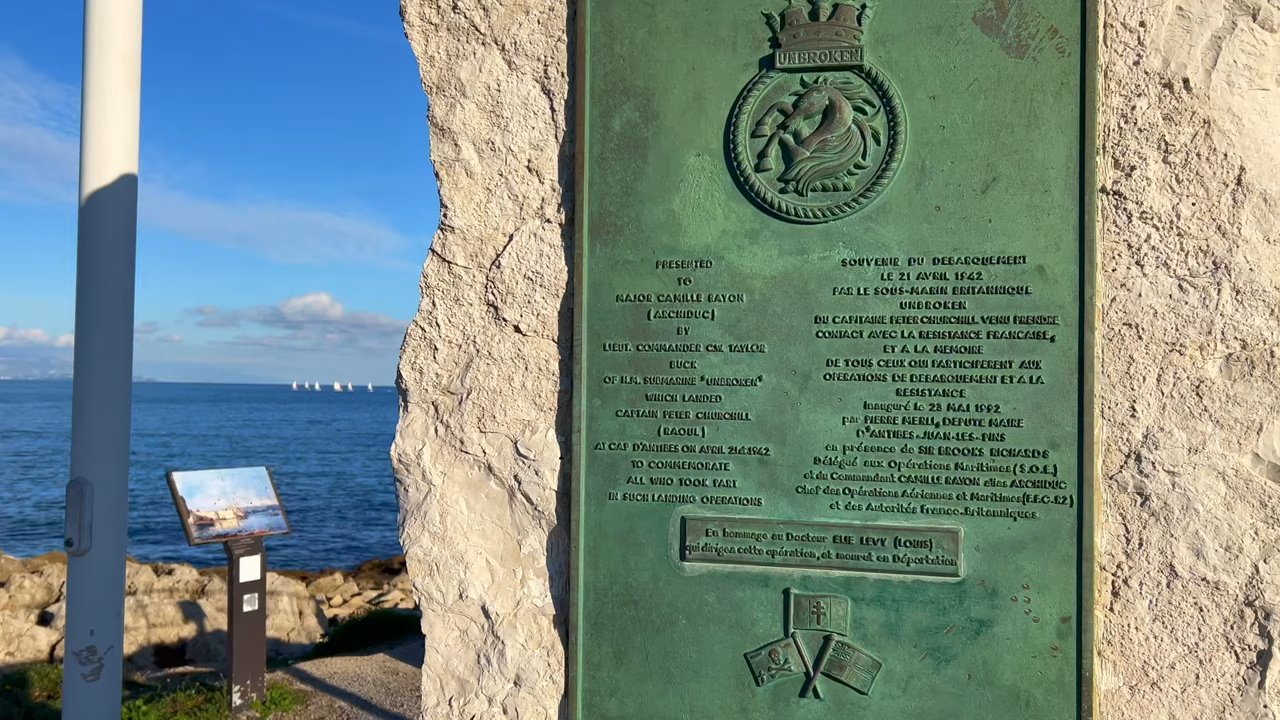 UNBROKEN
PRESENTED
TO
MAJOR CAMILLE RAYON
(ARCHIDUC)
BY
LIEUT. COMMANDER C.W. TAYLOR
BUCK
OF H.M. SUBMARINE "UNBROKEN"
WHICH LANDED
CAPTAIN PETER CHURCHILL
(RAOUL)
AT CAP D'ANTIBES ON APRIL 21st 1942
TO COMMEMORATE
ALL WHO TOOK PART
IN SUCH LANDING OPERATIONS
SOUVENIR DU DEBARQUEMENT
LE 21 AVRIL 1942
PAR LE SOUS-MARIN BRITANNIQUE
UNBROKEN
DU CAPITAINE PETER CHURCHILL VENU PRENDRE
CONTACT AVEC LA RESISTANCE FRANCAISE,
ET A LA MEMOIRE
DE TOUS CEUX QUI PARTICIPERENT AUX
OPERATIONS DE DEBARQUEMENT ET A LA
RESISTANCE
Inauguré le 23 MAI 1992
par PIERRE MERLI, DEPUTE MAIRE
D'ANTIBES-JUAN-LES-PINS
en présence de SIR BROOKS RICHARDS
Délégué aux Opérations Maritimes (S.O.E.)
et du Commandant CAMILLE RAYON alias ARCHIDUC
Chef des Opérations Aériennes et Maritimes (F.F.C.-R2)
et des Autorités Franco-Britanniques.
En hommage au Docteur ELIE LEVY (LOUIS)
qui dirigea cette opération, et mourut en Déportation